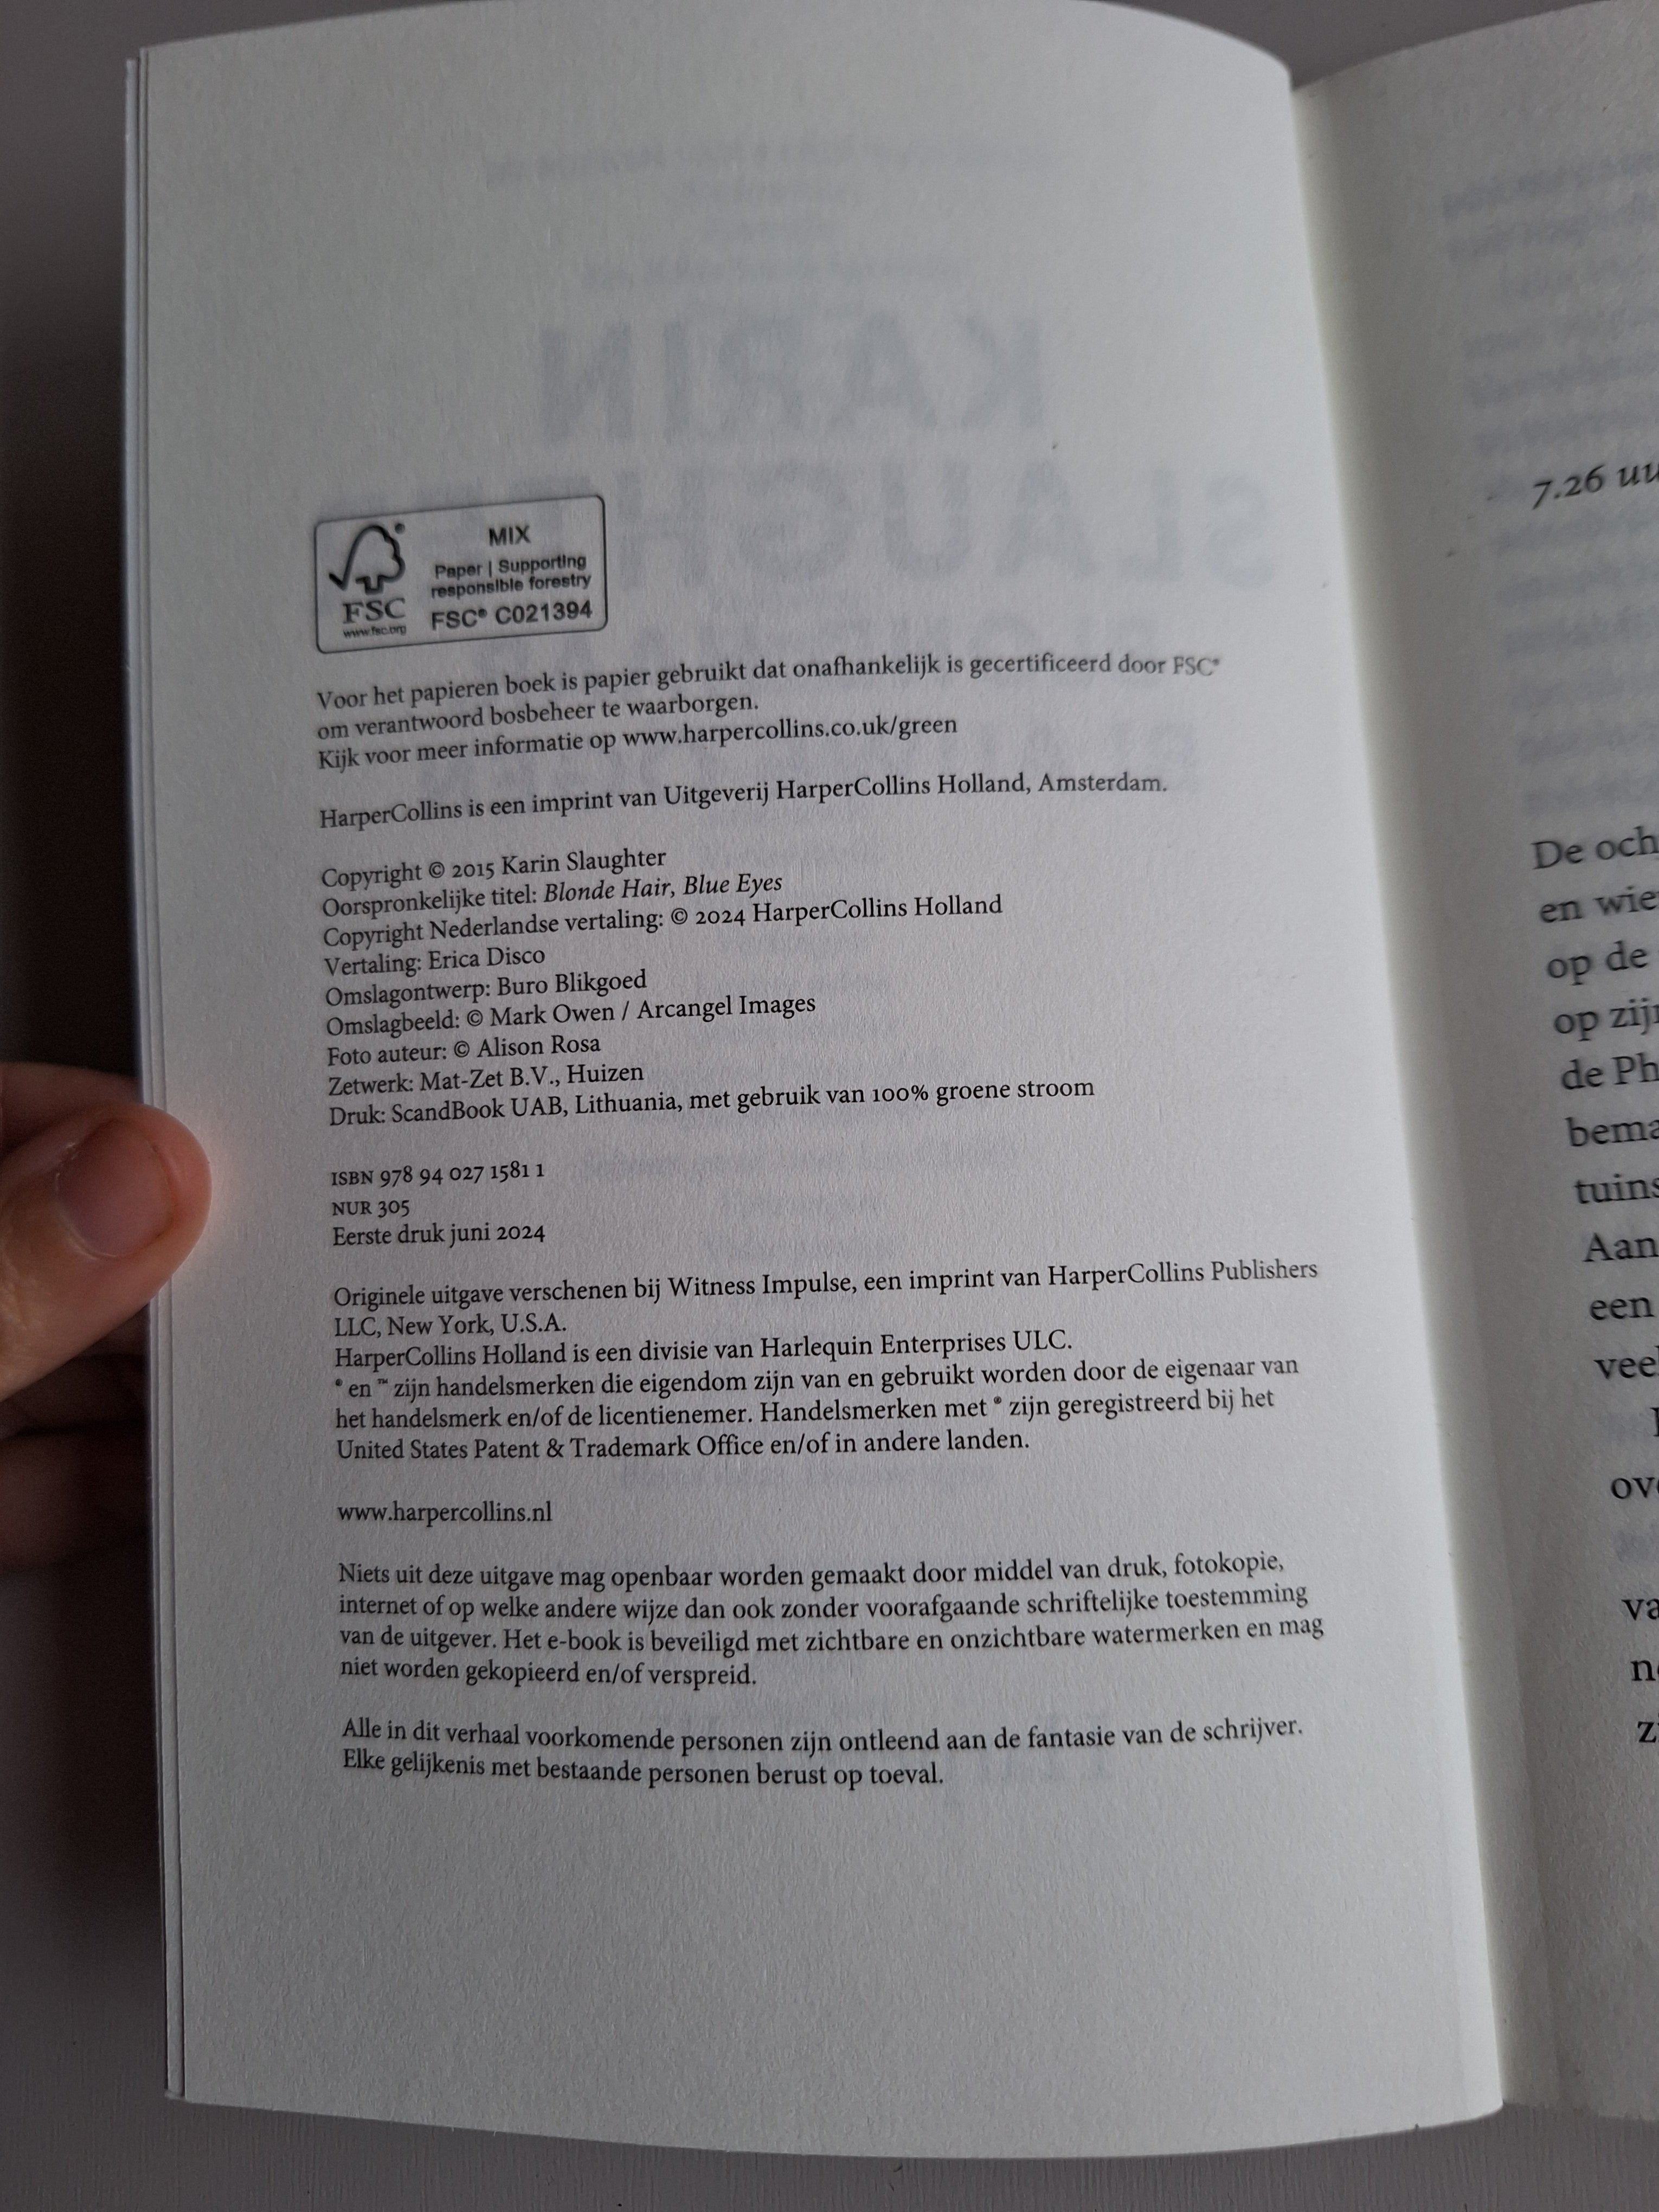 MIX
Paper | Supporting
responsible forestry
FSC® C021394
FSC
www.fsc.org
Voor het papieren boek is papier gebruikt dat onafhankelijk is gecertificeerd door FSC®
om verantwoord bosbeheer te waarborgen.
Kijk voor meer informatie op www.harpercollins.co.uk/green
HarperCollins is een imprint van Uitgeverij HarperCollins Holland, Amsterdam.
Copyright © 2015 Karin Slaughter
Oorspronkelijke titel: Blonde Hair, Blue Eyes
Copyright Nederlandse vertaling: © 2024 HarperCollins Holland
Vertaling: Erica Disco
Omslagontwerp: Buro Blikgoed
Omslagbeeld: © Mark Owen / Arcangel Images
Foto auteur: © Alison Rosa
Zetwerk: Mat-Zet B.V., Huizen
Druk: ScandBook UAB, Lithuania, met gebruik van 100% groene stroom
ISBN 978 94 027 1581 1
NUR 305
Eerste druk juni 2024
Originele uitgave verschenen bij Witness Impulse, een imprint van HarperCollins Publishers
LLC, New York, U.S.A.
HarperCollins Holland is een divisie van Harlequin Enterprises ULC.
® en ™ zijn handelsmerken die eigendom zijn van en gebruikt worden door de eigenaar van
het handelsmerk en/of de licentienemer. Handelsmerken met ® zijn geregistreerd bij het
United States Patent & Trademark Office en/of in andere landen.
www.harpercollins.nl
Niets uit deze uitgave mag openbaar worden gemaakt door middel van druk, fotokopie,
internet of op welke andere wijze dan ook zonder voorafgaande schriftelijke toestemming
van de uitgever. Het e-book is beveiligd met zichtbare en onzichtbare watermerken en mag
niet worden gekopieerd en/of verspreid.
Alle in dit verhaal voorkomende personen zijn ontleend aan de fantasie van de schrijver.
Elke gelijkenis met bestaande personen berust op toeval.
7.26 uu
De och
en wie
op de
op zij
de Ph
bema
tuins
Aan
een
vee
ov
va
n
z